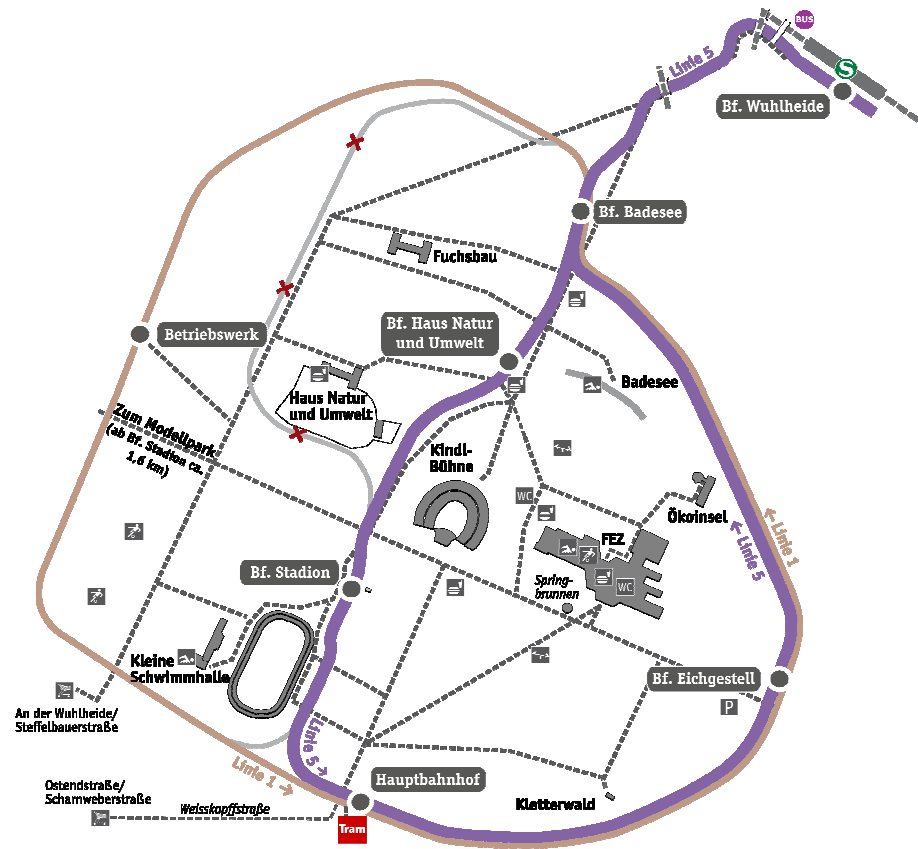 BUS
Linie 5
S
Bf. Wuhlheide
Bf. Badesee
Fuchsbau
Bf. Haus Natur
und Umwelt
Betriebswerk
Badesee
Haus Natur
und Umwelt
Zum Modellpark
(ab Bf. Stadion ca.
1,6 km)
Kindl-
Bühne
WC
Ökoinsel
FEZ
← Linie 1
← Linie 5
Bf. Stadion
Spring-
brunnen
WC
Kleine
Schwimmhalle
Bf. Eichgestell
P
An der Wuhlheide/
Steffelbauerstraße
Linie 5 →
Linie 1 →
Hauptbahnhof
Ostendstraße/
Scharnweberstraße
Weisskopffstraße
Kletterwald
Tram